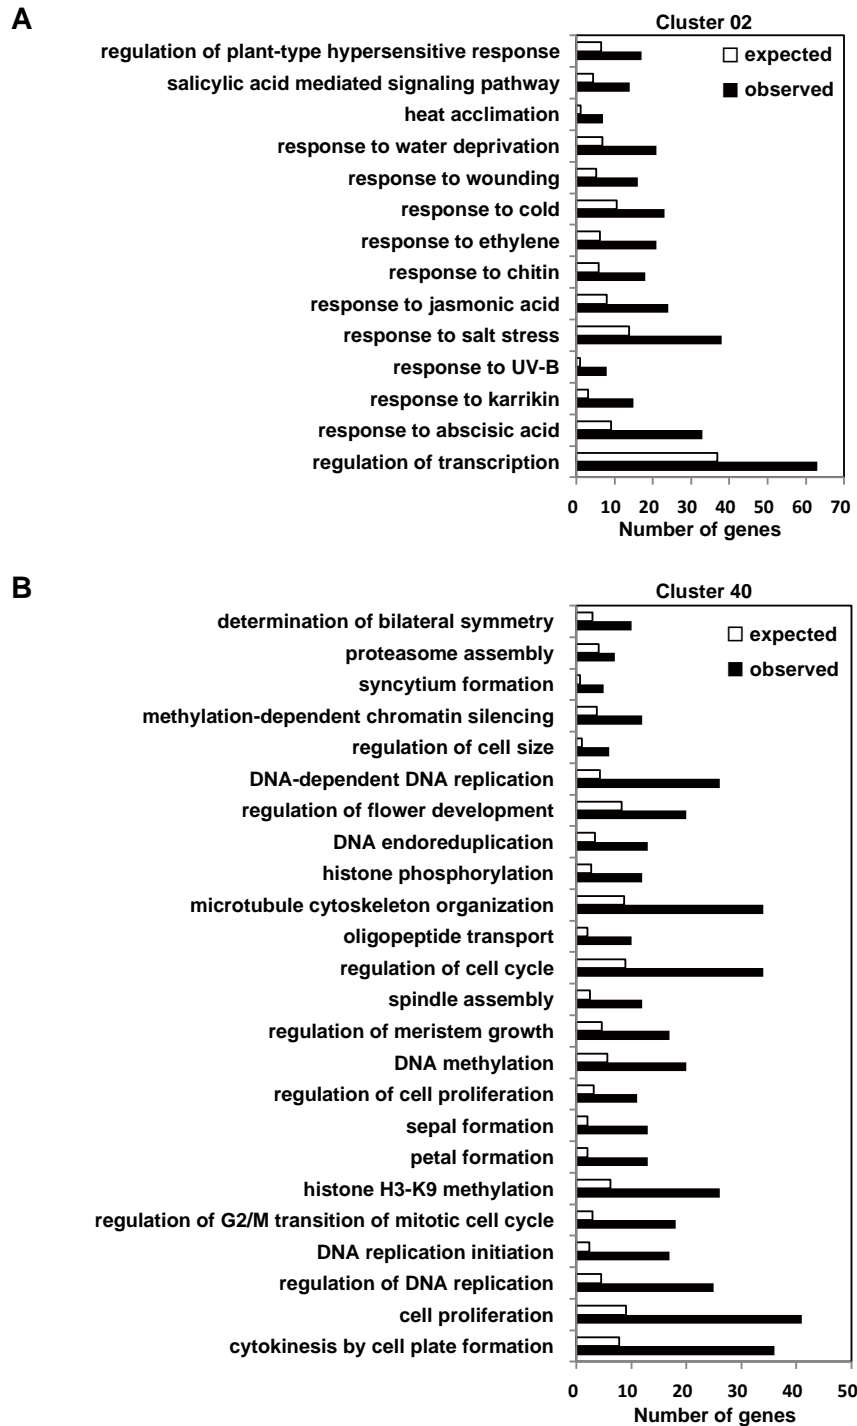 A
Cluster 02
regulation of plant-type hypersensitive response
expected
salicylic acid mediated signaling pathway
observed
heat acclimation
response to water deprivation
response to wounding
response to cold
response to ethylene
response to chitin
response to jasmonic acid
response to salt stress
response to UV-B
response to karrikin
response to abscisic acid
regulation of transcription
0 10 20 30 40 50 60 70
Number of genes
B
Cluster 40
determination of bilateral symmetry
expected
proteasome assembly
observed
syncytium formation
methylation-dependent chromatin silencing
regulation of cell size
DNA-dependent DNA replication
regulation of flower development
DNA endoreduplication
histone phosphorylation
microtubule cytoskeleton organization
oligopeptide transport
regulation of cell cycle
spindle assembly
regulation of meristem growth
DNA methylation
regulation of cell proliferation
sepal formation
petal formation
histone H3-K9 methylation
regulation of G2/M transition of mitotic cell cycle
DNA replication initiation
regulation of DNA replication
cell proliferation
cytokinesis by cell plate formation
0 10 20 30 40 50
Number of genes